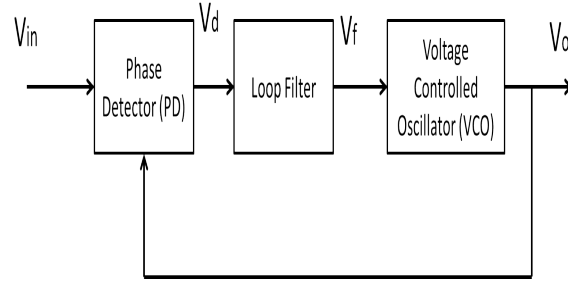 Vin
Phase
Detector (PD)
Vd
Loop Filter
Vf
Voltage
Controlled
Oscillator (VCO)
Vo